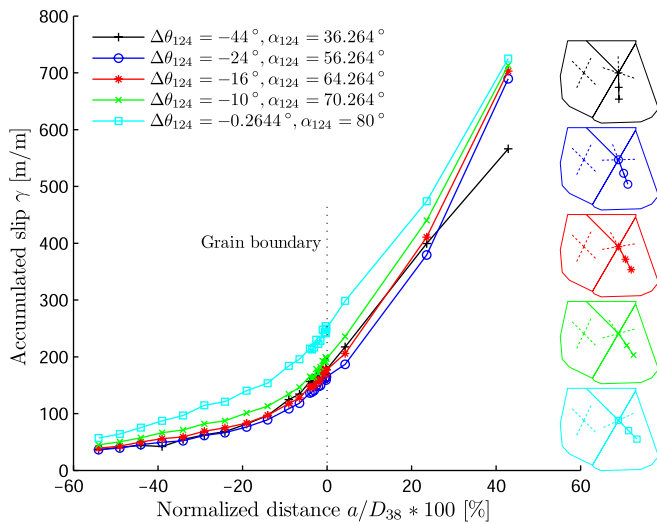 800
700
600
500
400
300
200
100
0
Accumulated slip γ [m/m]
Δθ₁₂₄ = −44°, α₁₂₄ = 36.264°
Δθ₁₂₄ = −24°, α₁₂₄ = 56.264°
Δθ₁₂₄ = −16°, α₁₂₄ = 64.264°
Δθ₁₂₄ = −10°, α₁₂₄ = 70.264°
Δθ₁₂₄ = −0.2644°, α₁₂₄ = 80°
Grain boundary
−60 −40 −20 0 20 40 60
Normalized distance a/D₃₈ ∗ 100 [%]